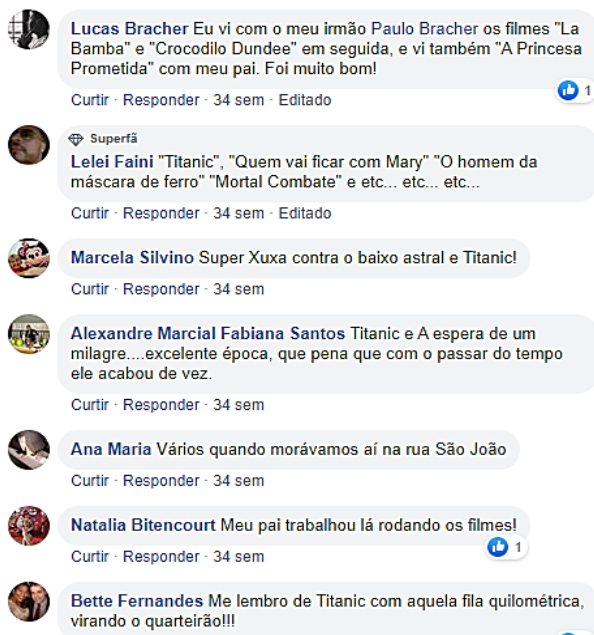 Lucas Bracher Eu vi com o meu irmão Paulo Bracher os filmes "La
Bamba" e "Crocodilo Dundee" em seguida, e vi também "A Princesa
Prometida" com meu pai. Foi muito bom!
1
Curtir · Responder · 34 sem · Editado
Superfã
Lelei Faini "Titanic", "Quem vai ficar com Mary" "O homem da
máscara de ferro" "Mortal Combate" e etc... etc... etc...
Curtir · Responder · 34 sem · Editado
Marcela Silvino Super Xuxa contra o baixo astral e Titanic!
Curtir · Responder · 34 sem
Alexandre Marcial Fabiana Santos Titanic e A espera de um
milagre....excelente época, que pena que com o passar do tempo
ele acabou de vez.
Curtir · Responder · 34 sem
Ana Maria Vários quando morávamos aí na rua São João
Curtir · Responder · 34 sem
Natalia Bitencourt Meu pai trabalhou lá rodando os filmes!
1
Curtir · Responder · 34 sem
Bette Fernandes Me lembro de Titanic com aquela fila quilométrica,
virando o quarteirão!!!